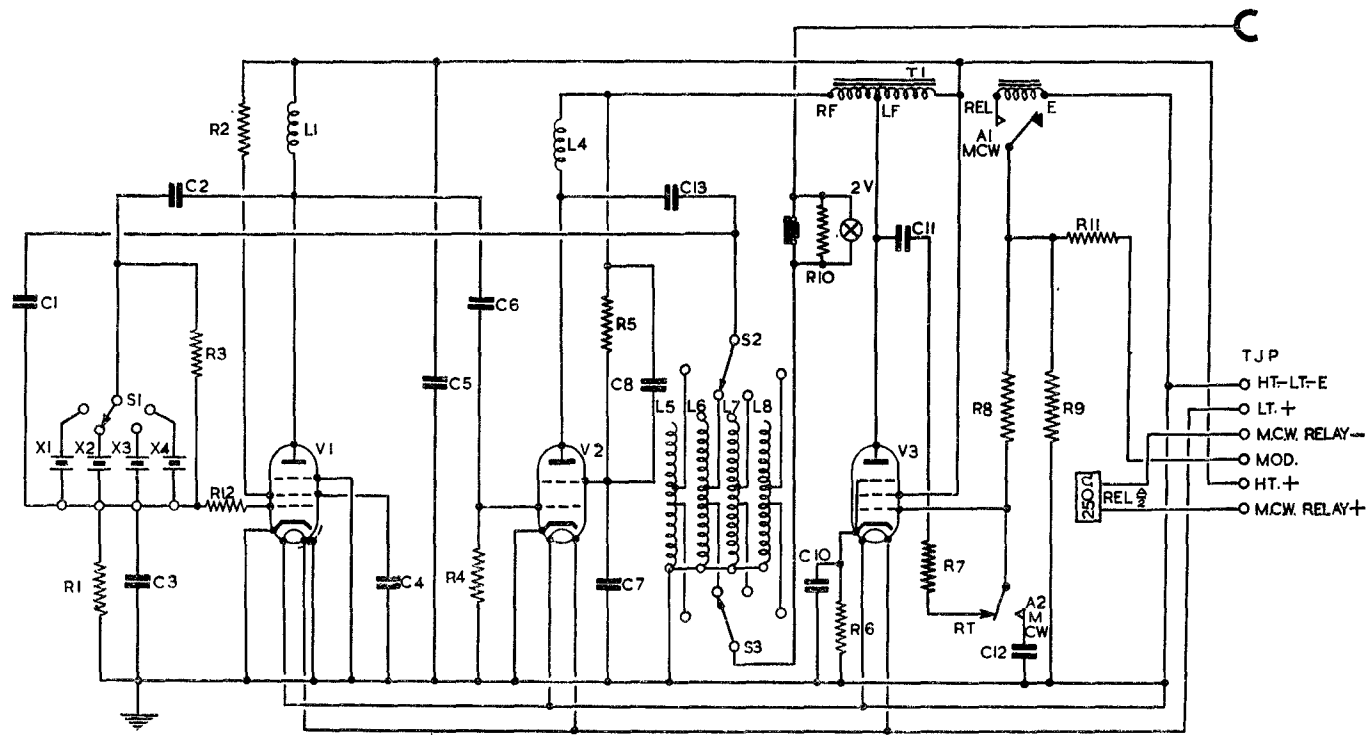 T1
RF
LF
REL
E
R2
L1
L4
A1
MCW
C2
C13
2V
C11
R11
R10
C1
C6
R3
R5
S2
TJP
C5
C8
HT-LT-E
S1
L5
L6
L7
L8
R8
R9
LT.+
X1
X2
X3
X4
V1
V2
V3
M.C.W. RELAY-
MOD.
R12
250Ω
REL A/2
HT.+
M.C.W. RELAY+
C10
R1
C3
C4
R4
C7
R7
R16
RT
A2
M
CW
S3
C12